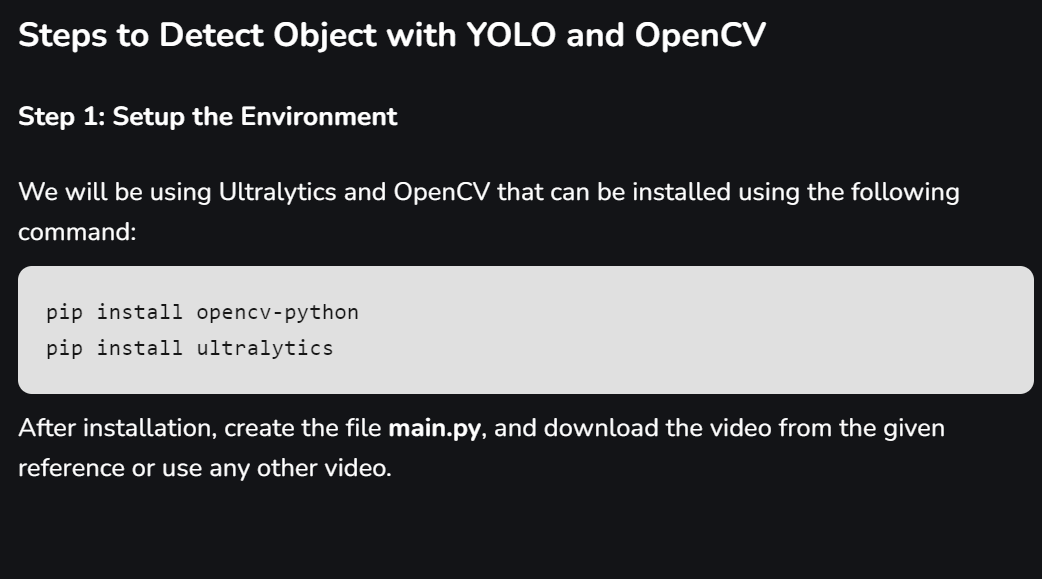 Steps to Detect Object with YOLO and OpenCV
Step 1: Setup the Environment
We will be using Ultralytics and OpenCV that can be installed using the following
command:
pip install opencv-python
pip install ultralytics
After installation, create the file main.py, and download the video from the given
reference or use any other video.